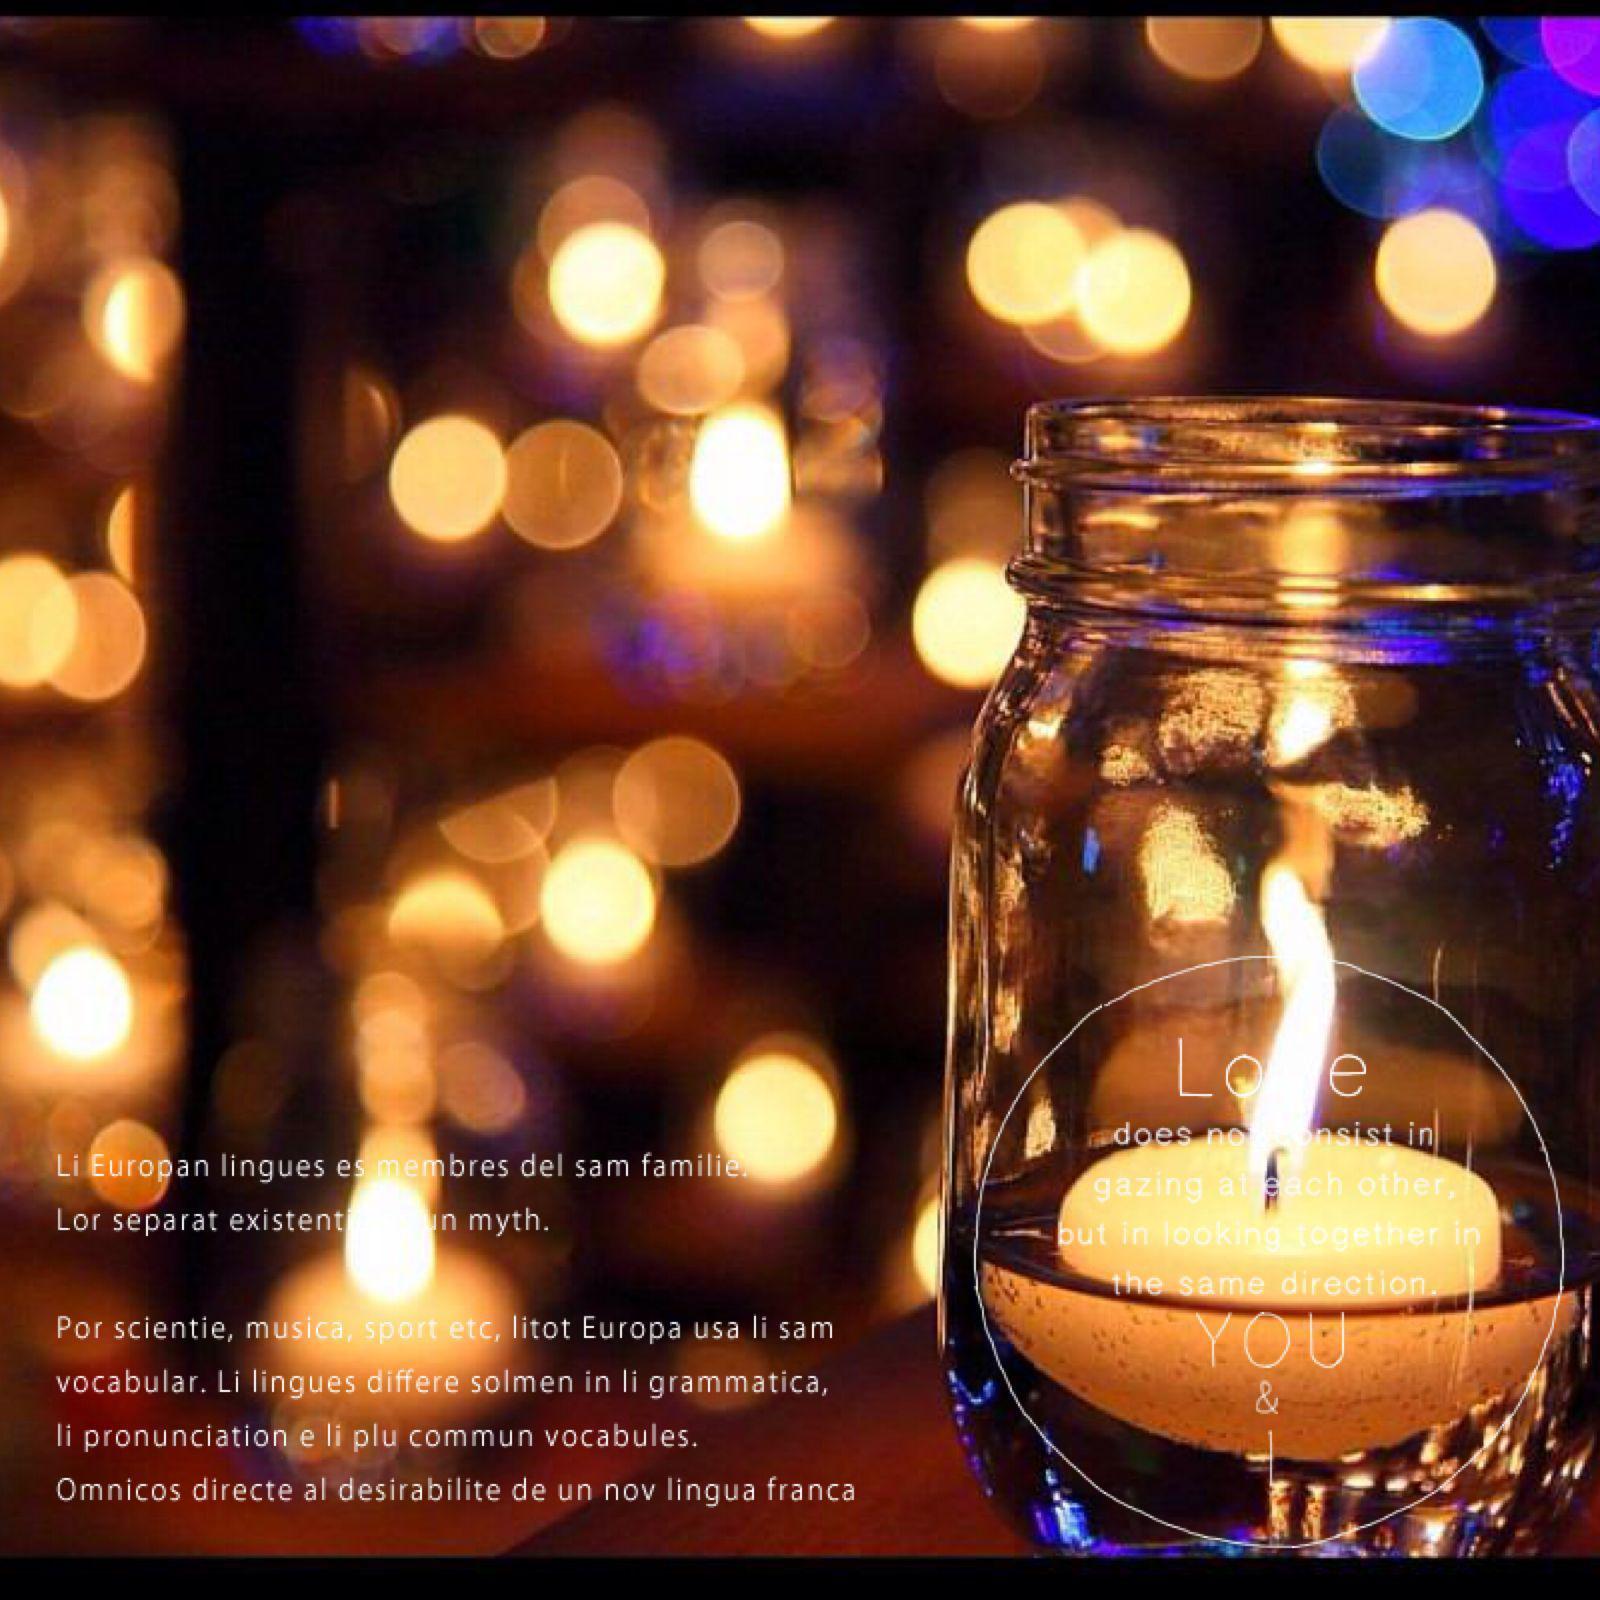 Li Europan lingues es membres del sam familie.
Lor separat existentie un myth.
Por scientie, musica, sport etc, litot Europa usa li sam
vocabular. Li lingues differe solmen in li grammatica,
li pronunciation e li plu commun vocabules.
Omnicos directe al desirabilite de un nov lingua franca
Love
does not consist in
gazing at each other,
but in looking together in
the same direction.
YOU
&
I